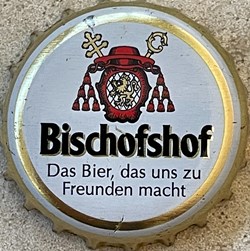 Bischofshof
Das Bier, das uns zu
Freunden macht